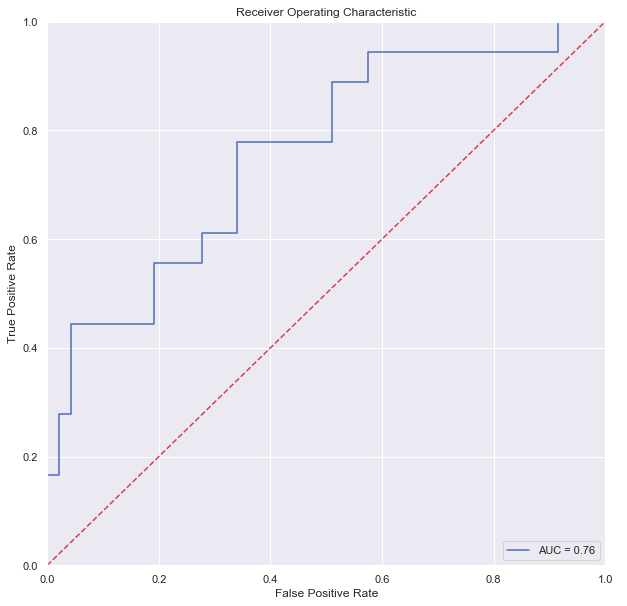 Receiver Operating Characteristic
1.0
0.8
0.6
0.4
0.2
0.0
True Positive Rate
AUC = 0.76
0.0 0.2 0.4 0.6 0.8 1.0
False Positive Rate